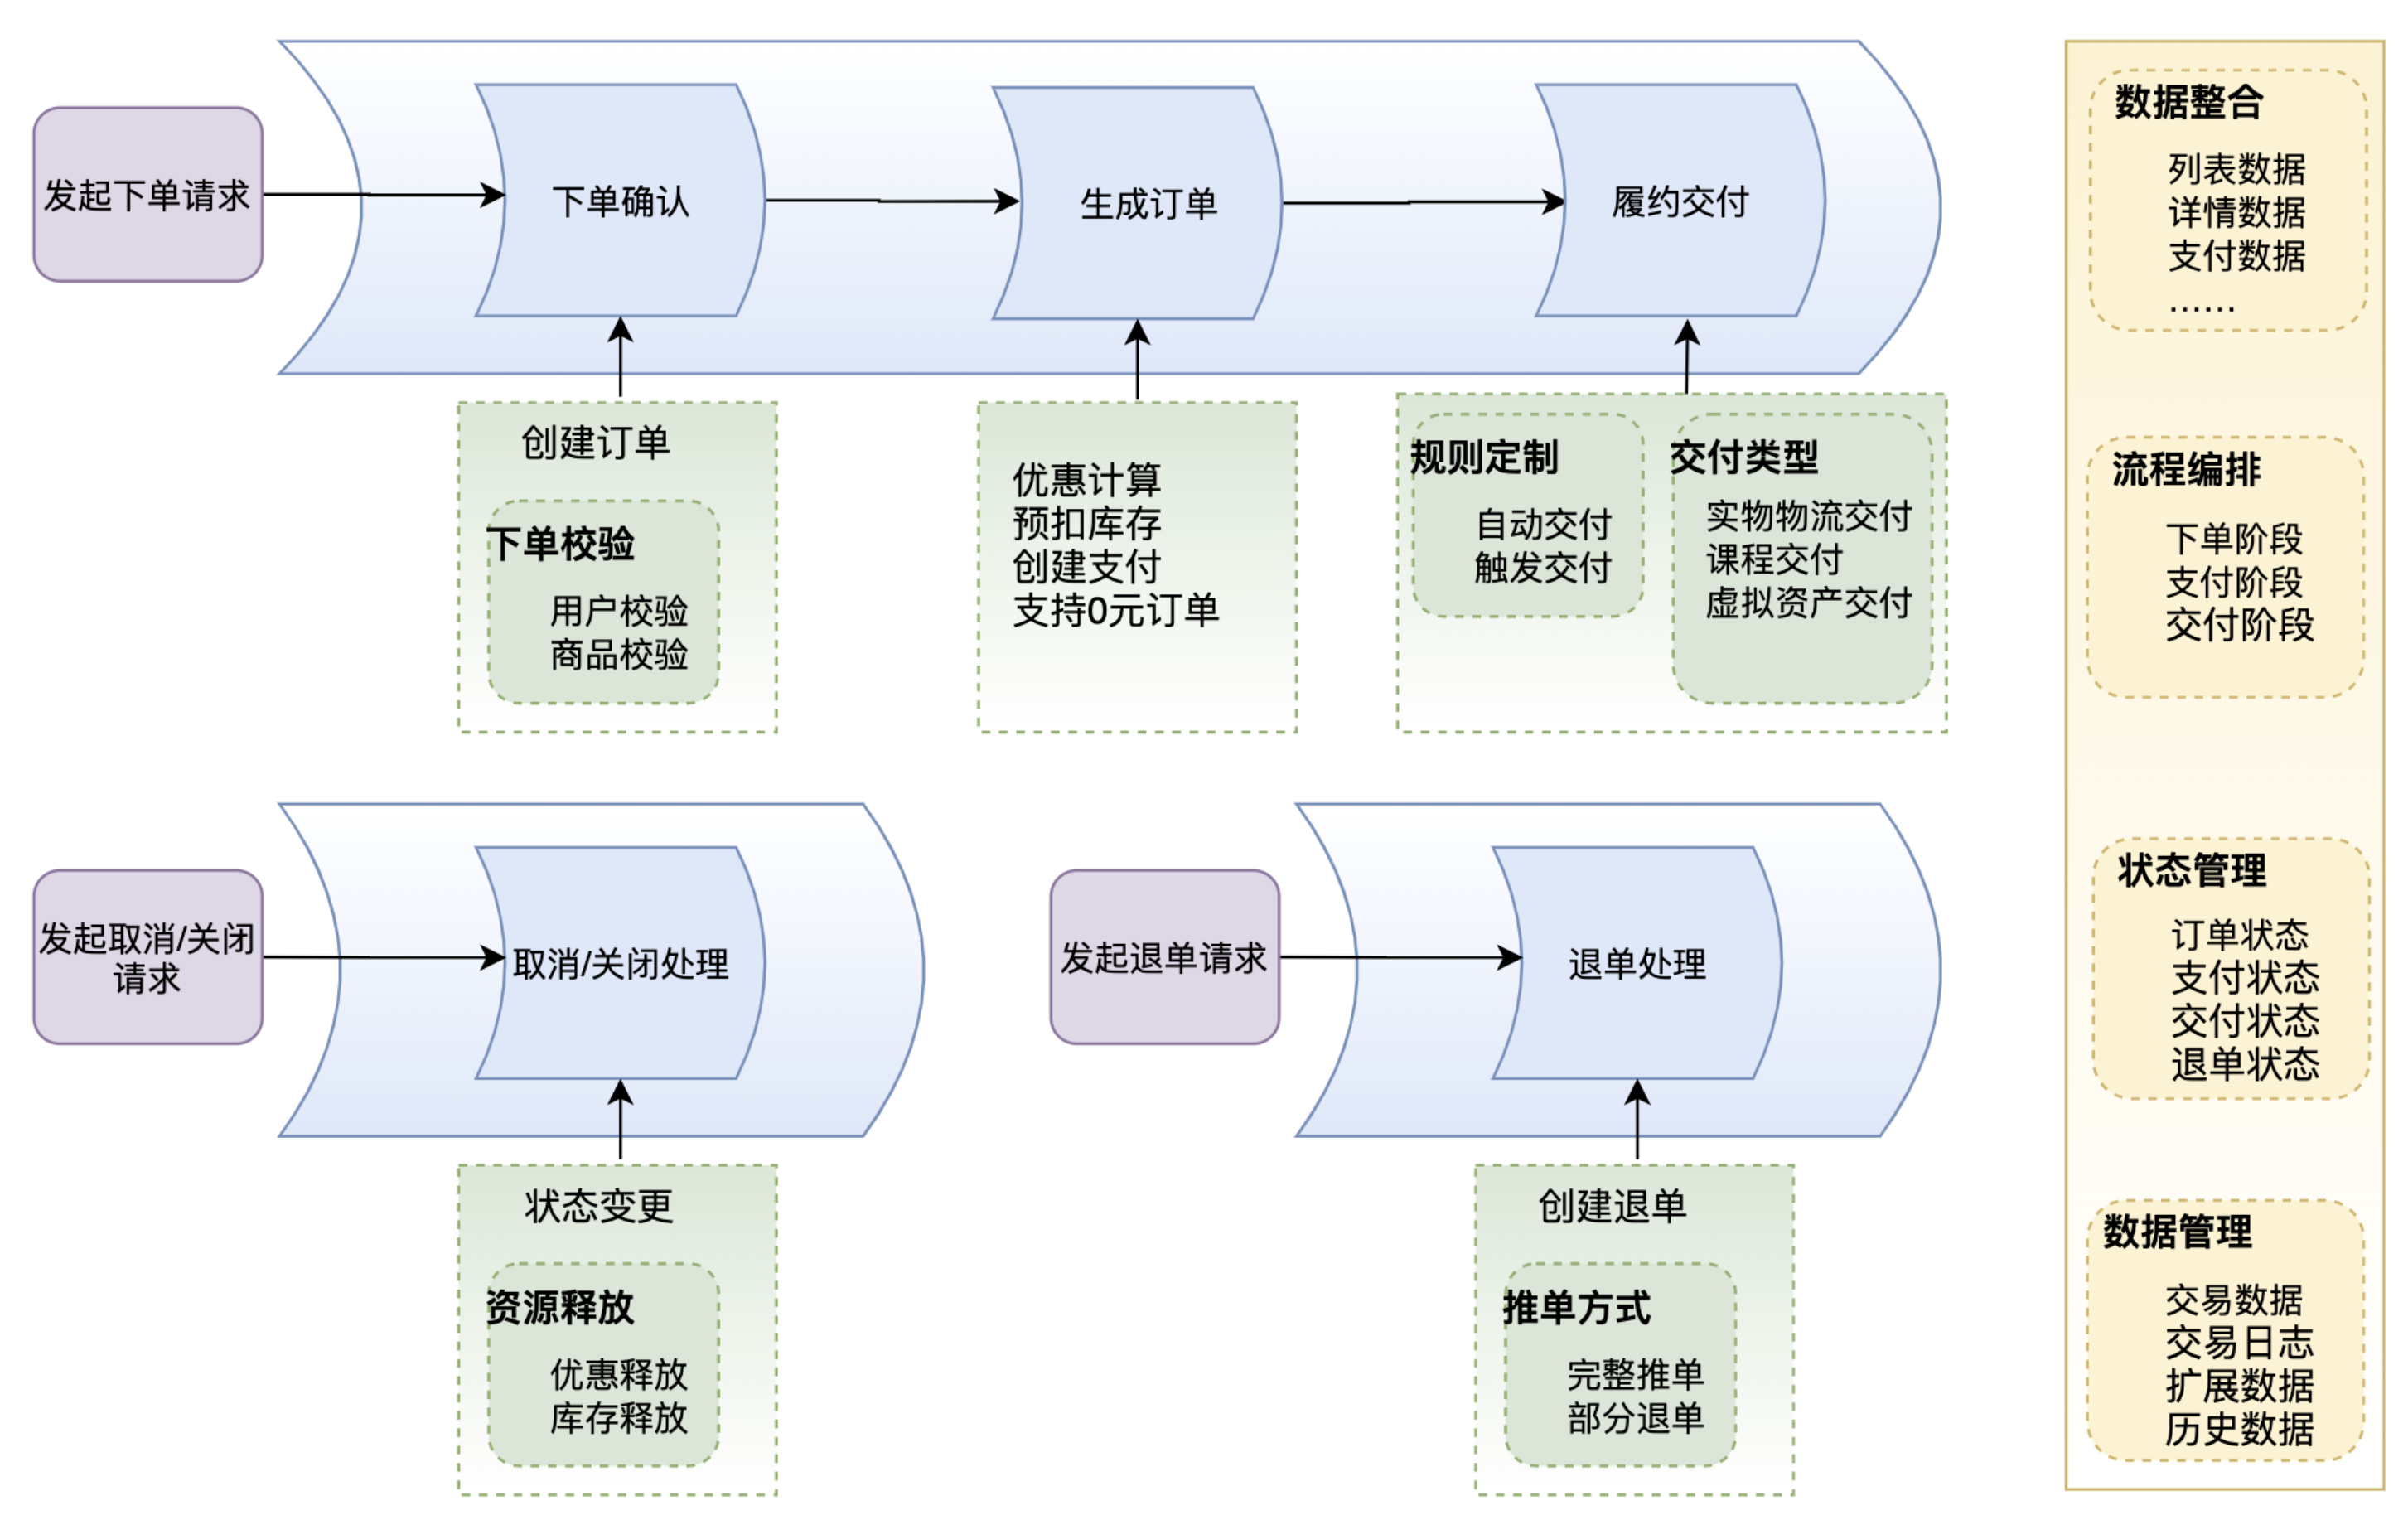 发起下单请求
下单确认
生成订单
履约交付
创建订单
下单校验
用户校验
商品校验
优惠计算
预扣库存
创建支付
支持0元订单
规则定制
自动交付
触发交付
交付类型
实物物流交付
课程交付
虚拟资产交付
发起取消/关闭
请求
取消/关闭处理
状态变更
资源释放
优惠释放
库存释放
发起退单请求
退单处理
创建退单
推单方式
完整推单
部分退单
数据整合
列表数据
详情数据
支付数据
……
流程编排
下单阶段
支付阶段
交付阶段
状态管理
订单状态
支付状态
交付状态
退单状态
数据管理
交易数据
交易日志
扩展数据
历史数据